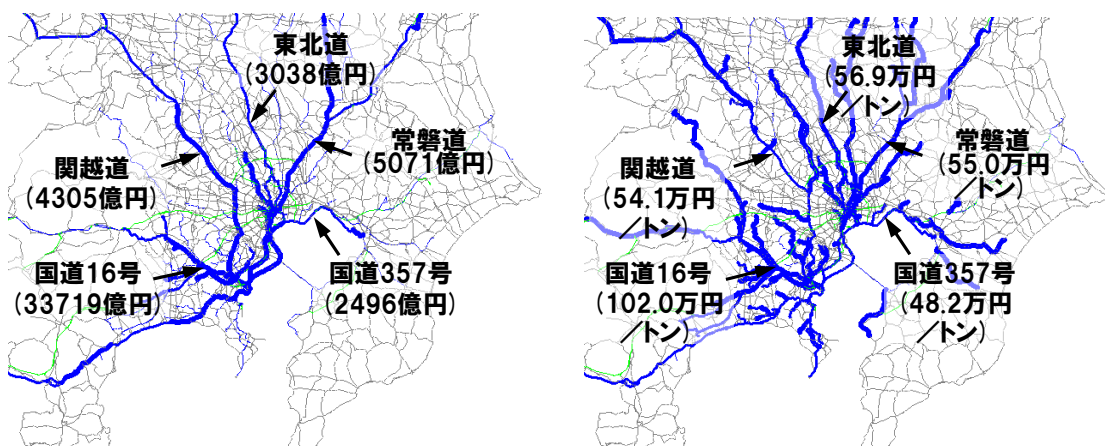 東北道
(3038億円)
常磐道
(5071億円)
関越道
(4305億円)
国道16号
(33719億円)
国道357号
(2496億円)
東北道
(56.9万円
／トン)
常磐道
(55.0万円
／トン)
関越道
(54.1万円
／トン)
国道16号
(102.0万円
／トン)
国道357号
(48.2万円
／トン)